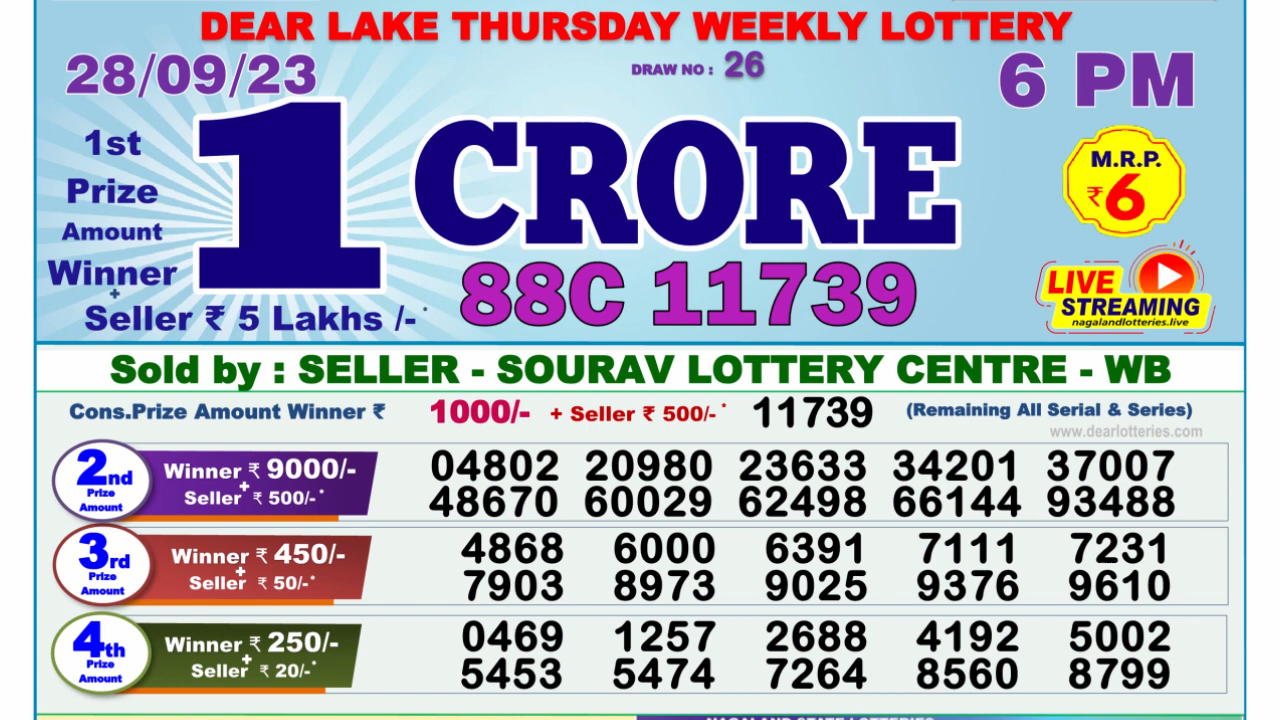 DEAR LAKE THURSDAY WEEKLY LOTTERY
28/09/23
DRAW NO : 26
6 PM
1st
Prize
Amount
Winner
+
Seller ₹ 5 Lakhs /-*
1 CRORE
88C 11739
M.R.P.
₹6
LIVE
STREAMING
nagalandlotteries.live
Sold by : SELLER - SOURAV LOTTERY CENTRE - WB
Cons.Prize Amount Winner ₹ 1000/- + Seller ₹ 500/-* 11739 (Remaining All Serial & Series)
www.dearlotteries.com
2nd
Prize
Amount
Winner ₹ 9000/-
+
Seller ₹ 500/-*
04802 20980 23633 34201 37007
48670 60029 62498 66144 93488
3rd
Prize
Amount
Winner ₹ 450/-
+
Seller ₹ 50/-*
4868 6000 6391 7111 7231
7903 8973 9025 9376 9610
4th
Prize
Amount
Winner ₹ 250/-
+
Seller ₹ 20/-*
0469 1257 2688 4192 5002
5453 5474 7264 8560 8799
NAGALAND STATE LOTTERIES